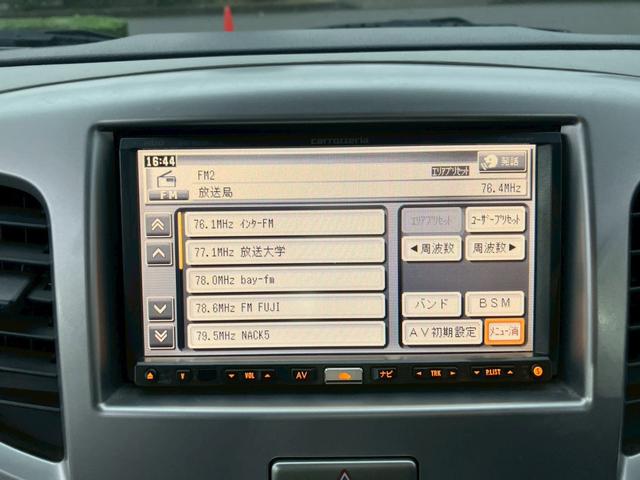 carrozzeria
16:44
FM2
エリアプリセット
発話
FM
放送局
76.4MHz
76.1MHz インターFM
77.1MHz 放送大学
78.0MHz bay-fm
78.6MHz FM FUJI
79.5MHz NACK5
エリアプリセット
ユーザープリセット
◀周波数
周波数▶
バンド
BSM
AV初期設定
メニュー消
V
VOL
AV
ナビ
TRK
P.LIST